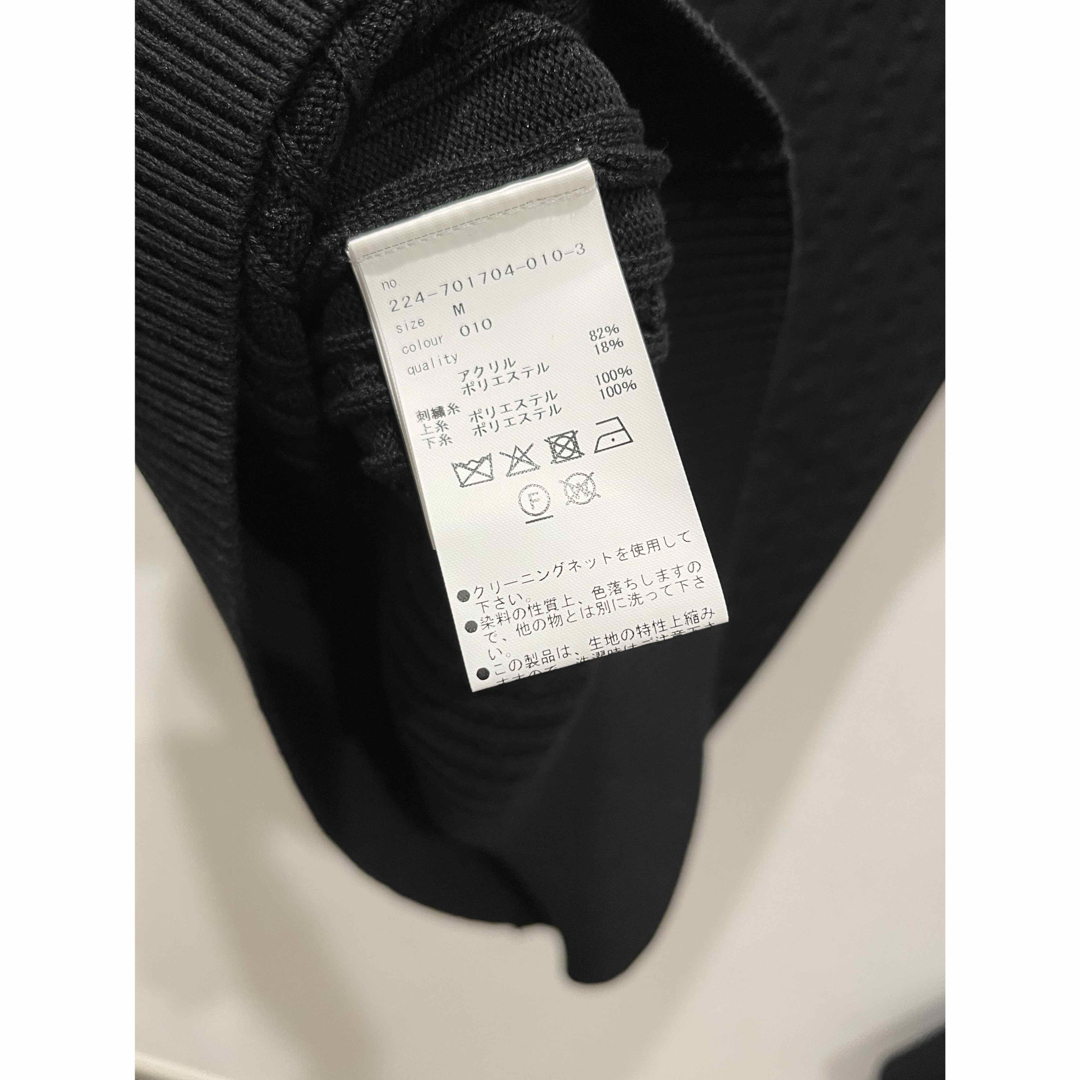 no.
224-701704-010-3
size M
colour 010
quality
アクリル 82%
ポリエステル 18%
刺繍糸
上糸 ポリエステル 100%
下糸 ポリエステル 100%
F
W
●クリーニングネットを使用して
下さい。
●染料の性質上、色落ちしますの
で、他の物とは別に洗って下さ
い。
●この製品は、生地の特性上縮み